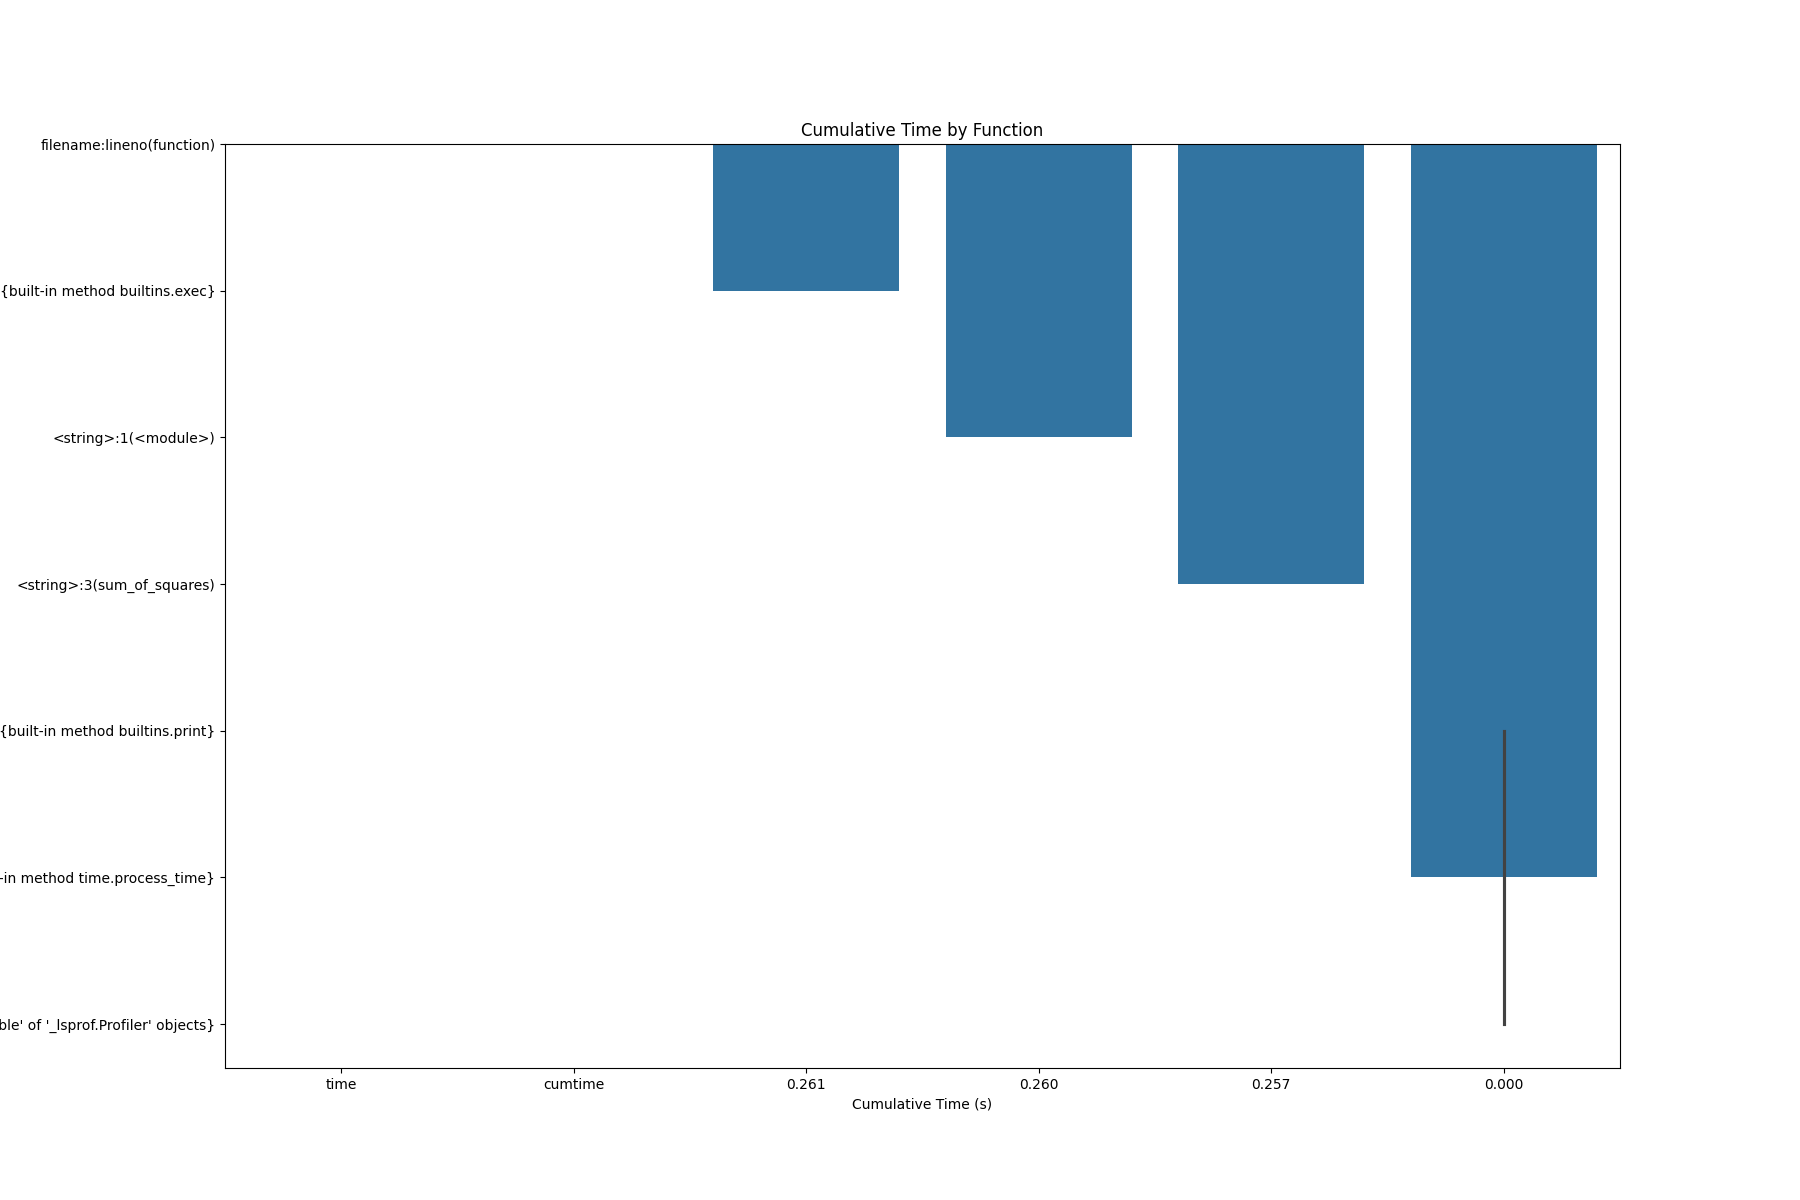 Cumulative Time by Function
filename:lineno(function)
{built-in method builtins.exec}
<string>:1(<module>)
<string>:3(sum_of_squares)
{built-in method builtins.print}
-in method time.process_time}
ble' of '_lsprof.Profiler' objects}
time cumtime 0.261 0.260 0.257 0.000
Cumulative Time (s)